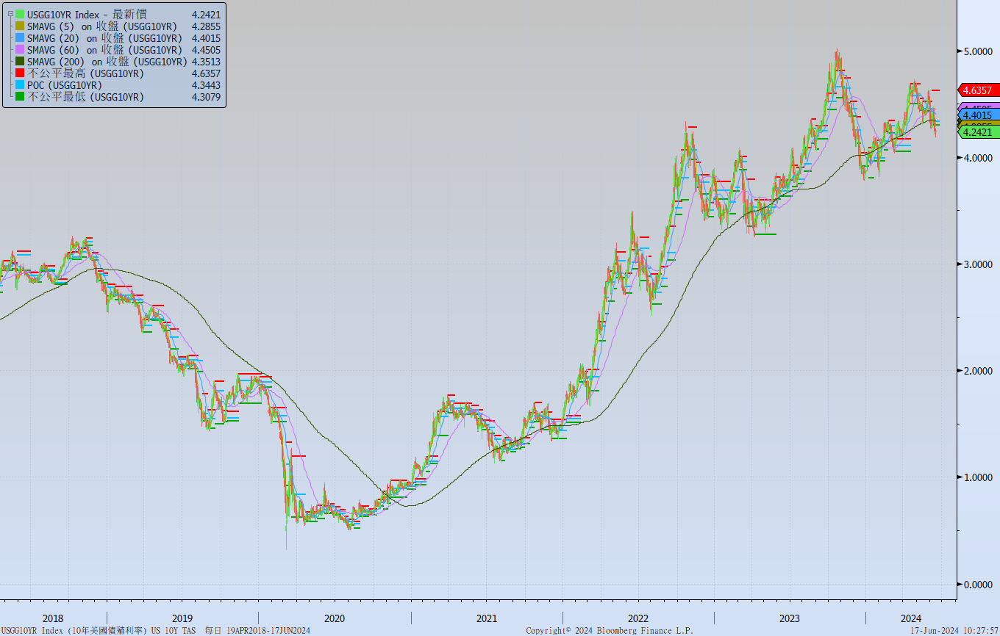 USGG10YR Index - 最新價 4.2421
SMAVG (5) on 收盤 (USGG10YR) 4.2855
SMAVG (20) on 收盤 (USGG10YR) 4.4015
SMAVG (60) on 收盤 (USGG10YR) 4.4505
SMAVG (200) on 收盤 (USGG10YR) 4.3513
不公平最高 (USGG10YR) 4.6357
POC (USGG10YR) 4.3443
不公平最低 (USGG10YR) 4.3079
5.0000
4.6357
4.4505
4.4015
4.2855
4.2421
4.0000
3.0000
2.0000
1.0000
0.0000
2018 2019 2020 2021 2022 2023 2024
USGG10YR Index (10年美國債殖利率) US 10Y TAS 每日 19APR2018-17JUN2024 Copyright© 2024 Bloomberg Finance L.P. 17-Jun-2024 10:27:57